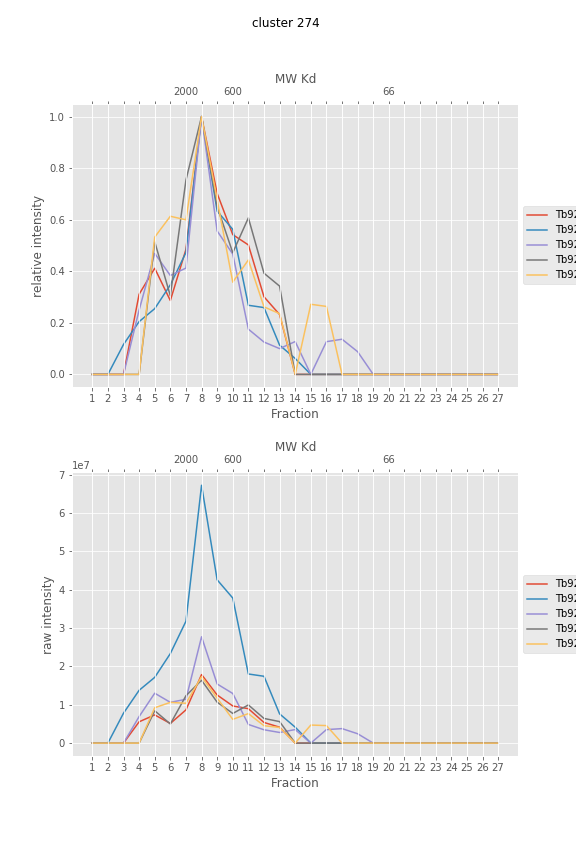 cluster 274
MW Kd
2000 600 66
1.0
0.8
0.6
0.4
0.2
0.0
relative intensity
Tb92
Tb92
Tb92
Tb92
Tb92
1 2 3 4 5 6 7 8 9 10 11 12 13 14 15 16 17 18 19 20 21 22 23 24 25 26 27
Fraction
MW Kd
2000 600 66
1e7
7
6
5
4
3
2
1
0
raw intensity
Tb92
Tb92
Tb92
Tb92
Tb92
1 2 3 4 5 6 7 8 9 10 11 12 13 14 15 16 17 18 19 20 21 22 23 24 25 26 27
Fraction